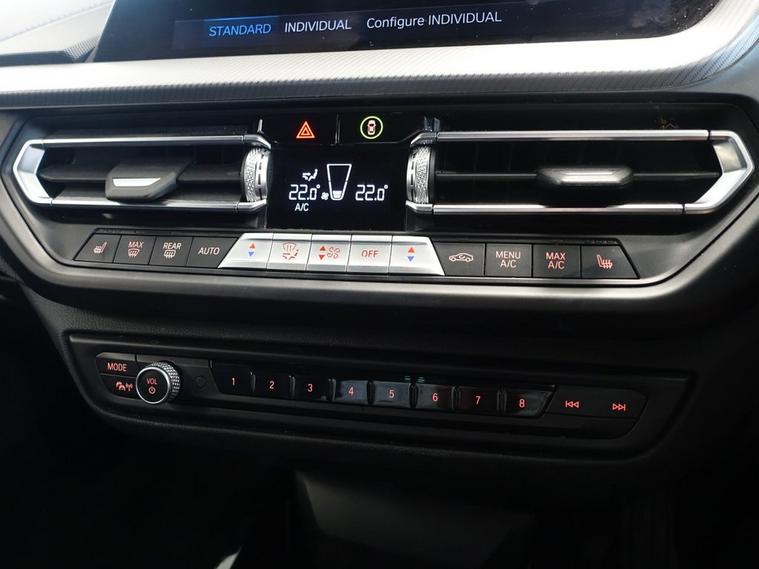 STANDARD INDIVIDUAL Configure INDIVIDUAL
22.0° 22.0°
A/C
MAX REAR AUTO OFF MENU A/C MAX A/C
MODE
VOL 1 2 3 4 5 6 7 8